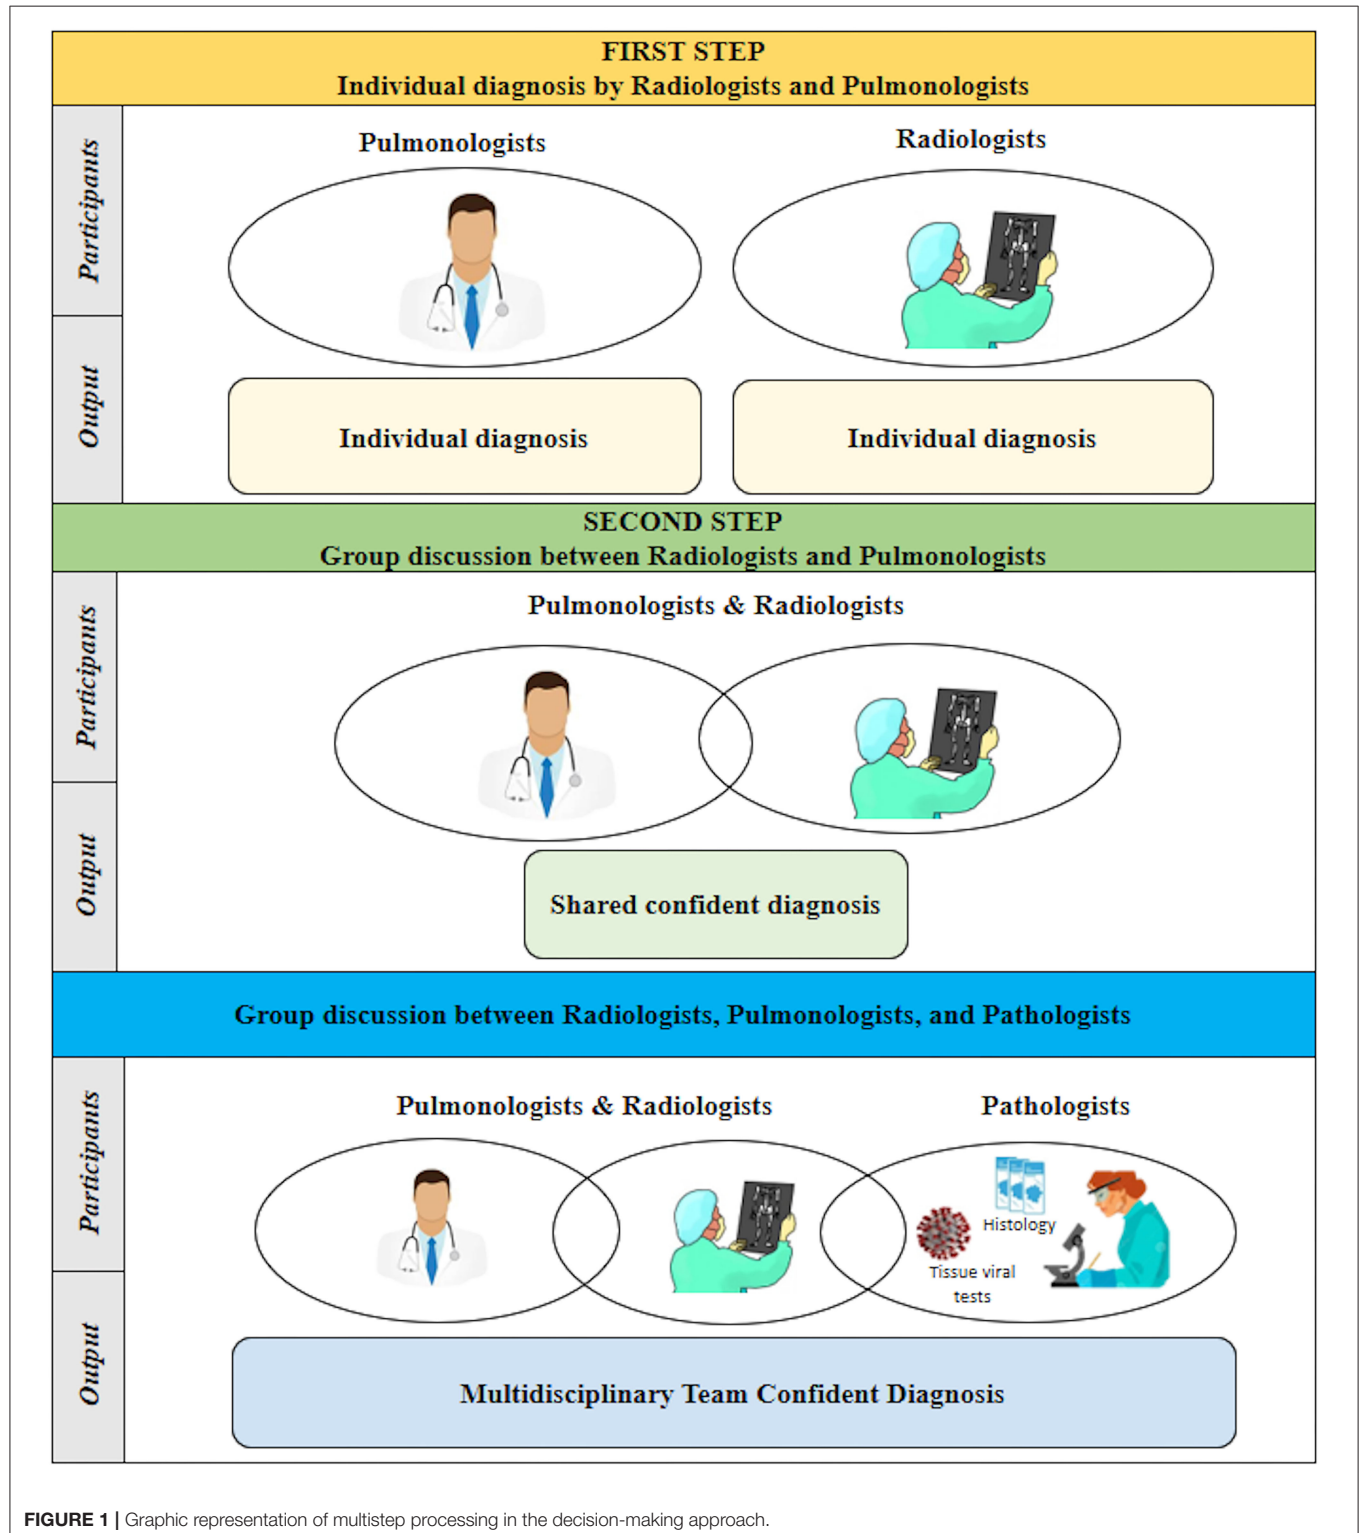 FIRST STEP
Individual diagnosis by Radiologists and Pulmonologists
Participants
Pulmonologists
Radiologists
Output
Individual diagnosis
Individual diagnosis
SECOND STEP
Group discussion between Radiologists and Pulmonologists
Participants
Pulmonologists & Radiologists
Output
Shared confident diagnosis
Group discussion between Radiologists, Pulmonologists, and Pathologists
Participants
Pulmonologists & Radiologists
Pathologists
Histology
Tissue viral
tests
Output
Multidisciplinary Team Confident Diagnosis
FIGURE 1 | Graphic representation of multistep processing in the decision-making approach.